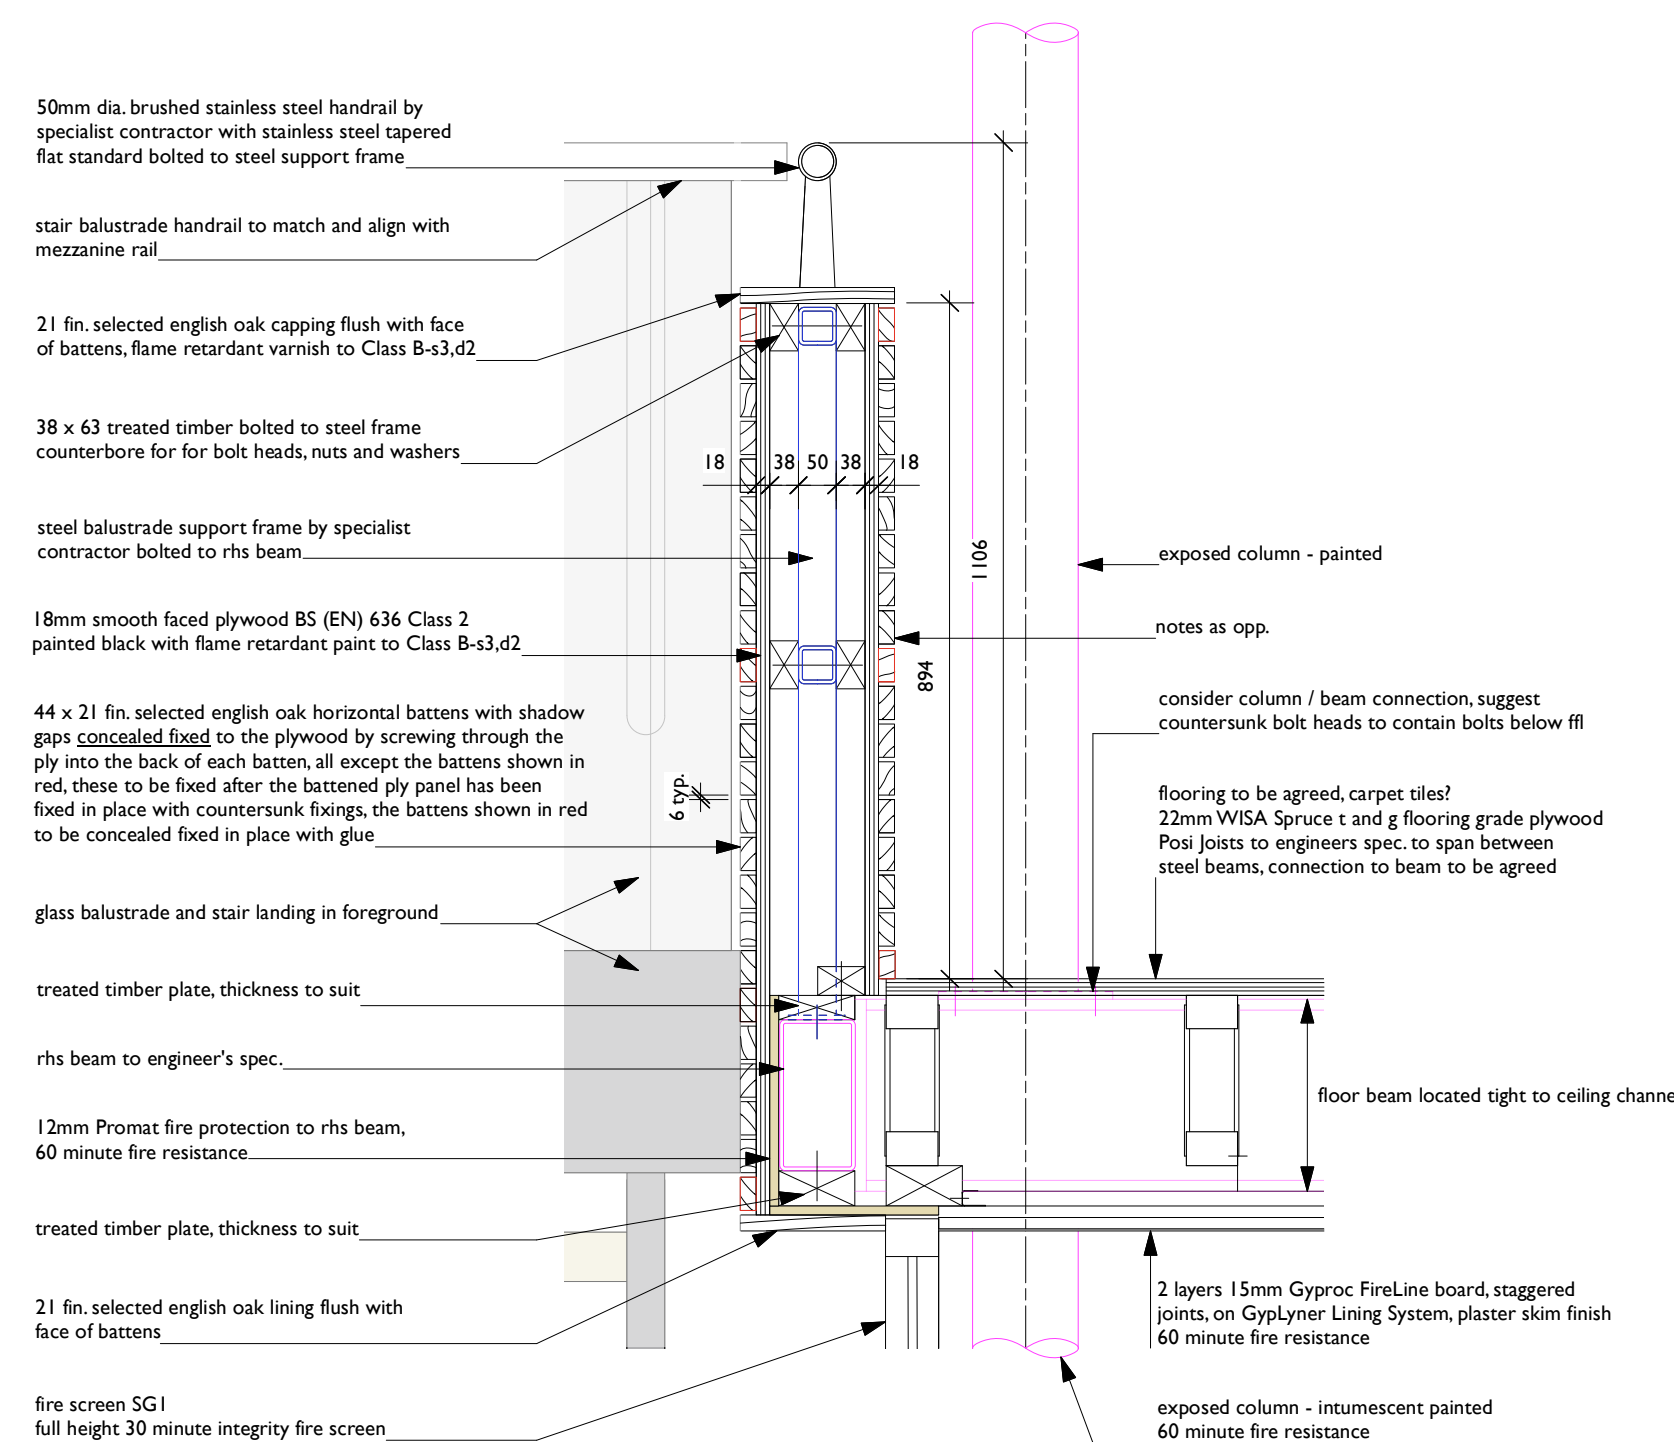 50mm dia. brushed stainless steel handrail by
specialist contractor with stainless steel tapered
flat standard bolted to steel support frame
stair balustrade handrail to match and align with
mezzanine rail
21 fin. selected english oak capping flush with face
of battens, flame retardant varnish to Class B-s3,d2
38 x 63 treated timber bolted to steel frame
counterbore for for bolt heads, nuts and washers
steel balustrade support frame by specialist
contractor bolted to rhs beam
18mm smooth faced plywood BS (EN) 636 Class 2
painted black with flame retardant paint to Class B-s3,d2
44 x 21 fin. selected english oak horizontal battens with shadow
gaps concealed fixed to the plywood by screwing through the
ply into the back of each batten, all except the battens shown in
red, these to be fixed after the battened ply panel has been
fixed in place with countersunk fixings, the battens shown in red
to be concealed fixed in place with glue
glass balustrade and stair landing in foreground
treated timber plate, thickness to suit
rhs beam to engineer's spec.
12mm Promat fire protection to rhs beam,
60 minute fire resistance
treated timber plate, thickness to suit
21 fin. selected english oak lining flush with
face of battens
fire screen SG1
full height 30 minute integrity fire screen
18 38 50 38 18
6 typ.
1106
894
exposed column - painted
notes as opp.
consider column / beam connection, suggest
countersunk bolt heads to contain bolts below ffl
flooring to be agreed, carpet tiles?
22mm WISA Spruce t and g flooring grade plywood
Posi Joists to engineers spec. to span between
steel beams, connection to beam to be agreed
floor beam located tight to ceiling channe
2 layers 15mm Gyproc FireLine board, staggered
joints, on GypLyner Lining System, plaster skim finish
60 minute fire resistance
exposed column - intumescent painted
60 minute fire resistance